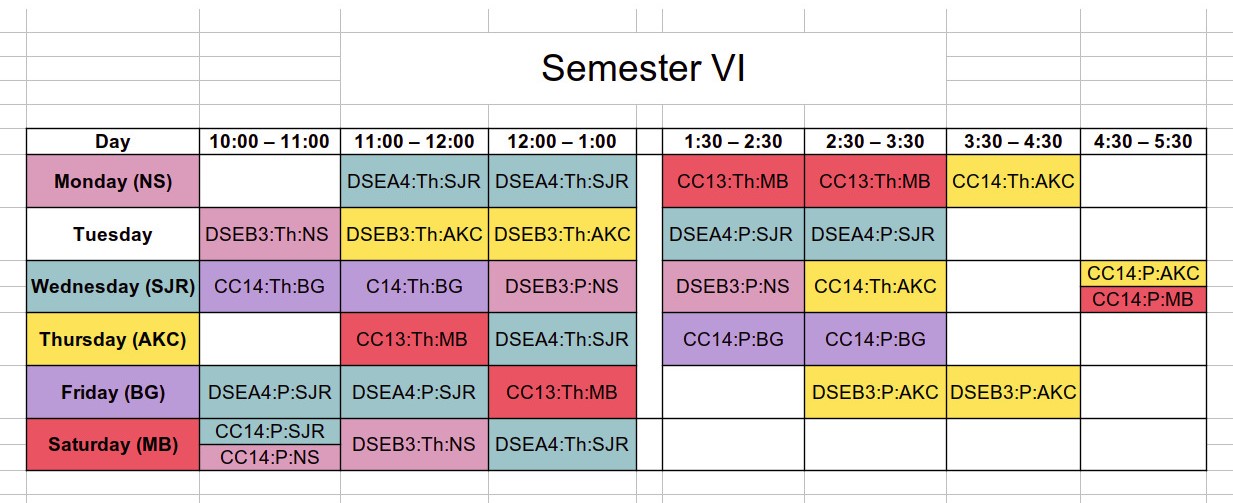 Semester VI
Day 10:00 – 11:00 11:00 – 12:00 12:00 – 1:00 1:30 – 2:30 2:30 – 3:30 3:30 – 4:30 4:30 – 5:30
Monday (NS) DSEA4:Th:SJR DSEA4:Th:SJR CC13:Th:MB CC13:Th:MB CC14:Th:AKC
Tuesday DSEB3:Th:NS DSEB3:Th:AKC DSEB3:Th:AKC DSEA4:P:SJR DSEA4:P:SJR
Wednesday (SJR) CC14:Th:BG C14:Th:BG DSEB3:P:NS DSEB3:P:NS CC14:Th:AKC CC14:P:AKC
CC14:P:MB
Thursday (AKC) CC13:Th:MB DSEA4:Th:SJR CC14:P:BG CC14:P:BG
Friday (BG) DSEA4:P:SJR DSEA4:P:SJR CC13:Th:MB DSEB3:P:AKC DSEB3:P:AKC
Saturday (MB) CC14:P:SJR DSEB3:Th:NS DSEA4:Th:SJR
CC14:P:NS